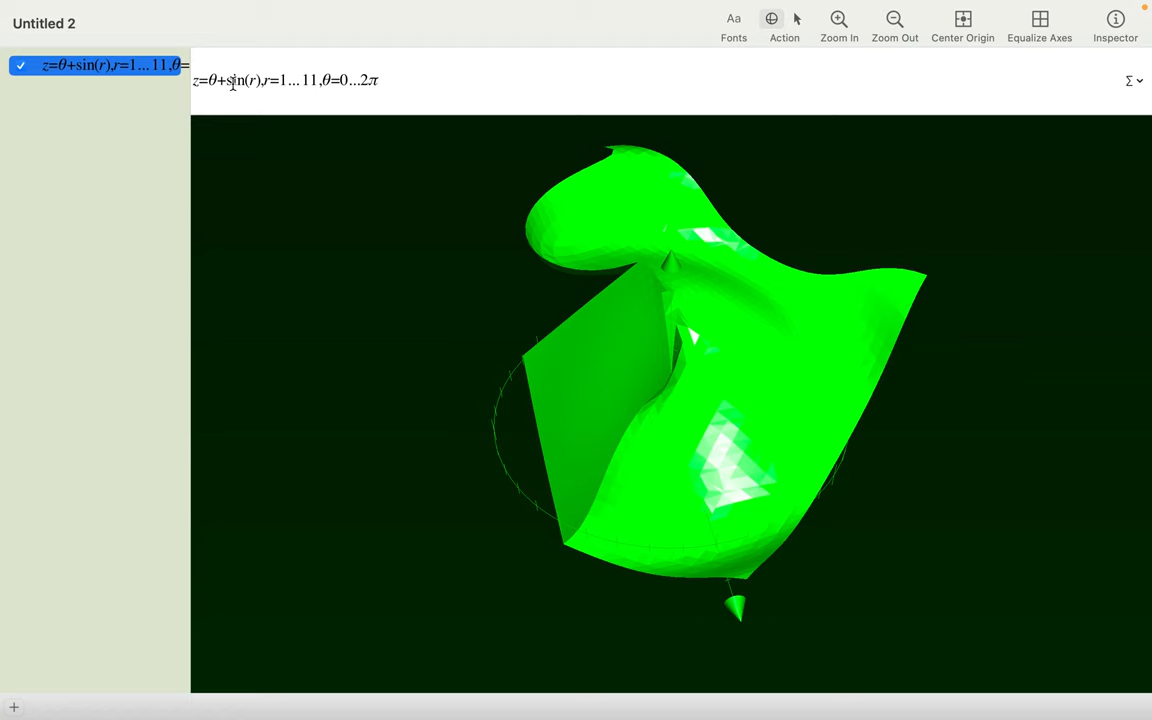 Untitled 2
Aa
Fonts
Action
Zoom In
Zoom Out
Center Origin
Equalize Axes
Inspector
z=θ+sin(r),r=1...11,θ=
z=θ+sin(r),r=1...11,θ=0...2π
Σ